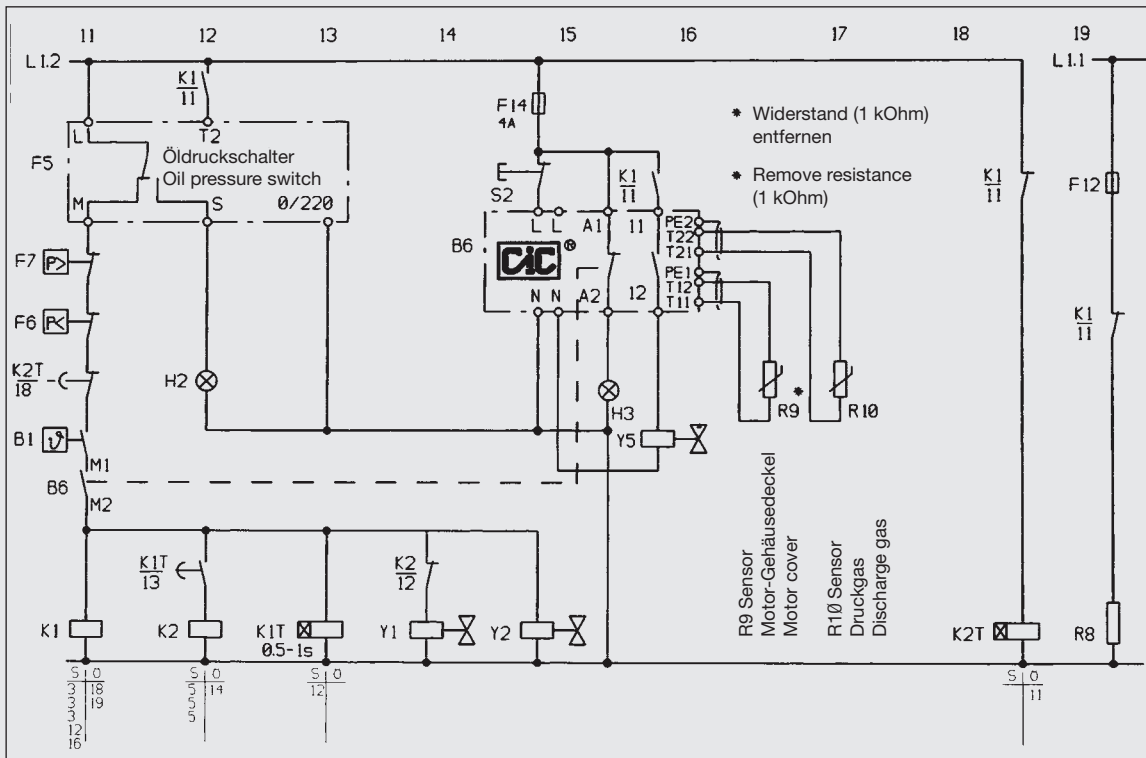 11 12 13 14 15 16 17 18 19
L1.2
L1.1
K1
11
F14
4A
* Widerstand (1 kOhm)
entfernen
* Remove resistance
(1 kOhm)
L
T2
F5
Öldruckschalter
Oil pressure switch
M
S
0/220
S2
K1
11
K1
11
F12
L L A1 11
PE2
T22
T21
PE1
T12
T11
B6
CIC ®
N N A2 12
F7
P>
F6
P<
K2T
18
H2
H3
R9
*
R10
K1
11
B1
ϑ
M1
B6
M2
Y5
K1T
13
K2
12
R9 Sensor
Motor-Gehäusedeckel
Motor cover
R10 Sensor
Druckgas
Discharge gas
K1
K2
K1T
0.5-1s
Y1
Y2
K2T
R8
S O
3 18
3 19
3
12
16
S O
5 14
5
5
S O
12
S O
11